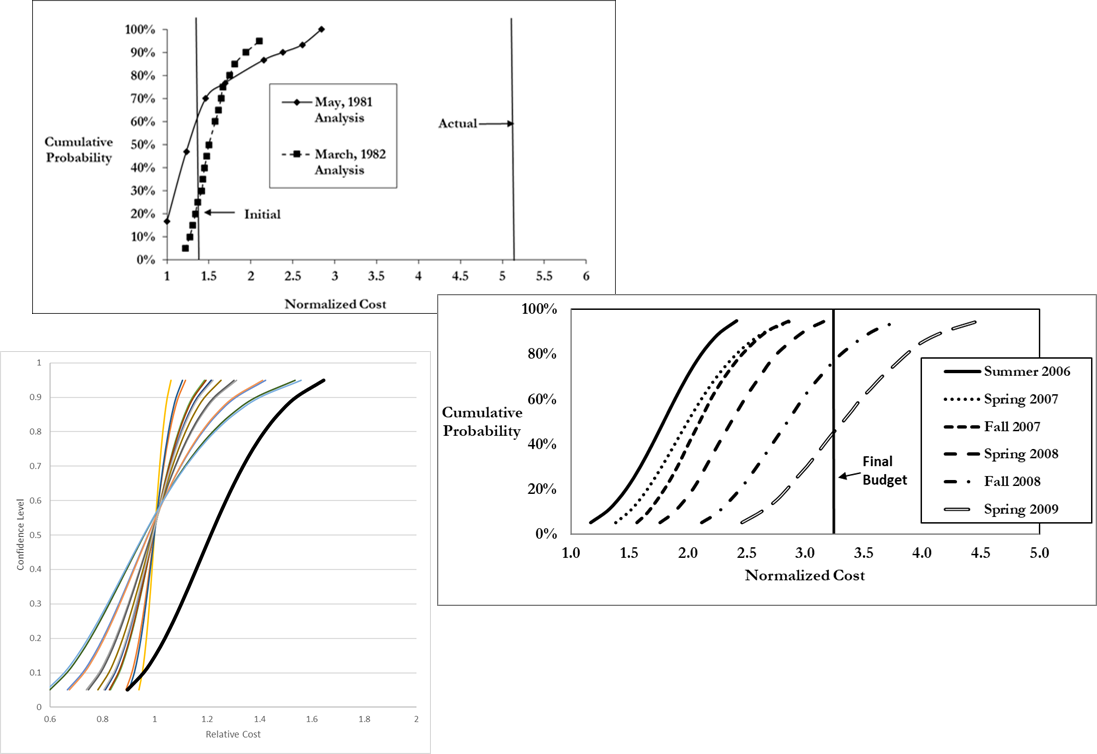 100%
90%
80%
70%
60%
50%
40%
30%
20%
10%
0%
Cumulative
Probability
May, 1981
Analysis
March, 1982
Analysis
Actual
Initial
1 1.5 2 2.5 3 3.5 4 4.5 5 5.5 6
Normalized Cost
100%
80%
60%
40%
20%
0%
Cumulative
Probability
Summer 2006
Spring 2007
Fall 2007
Spring 2008
Fall 2008
Spring 2009
Final
Budget
1.0 1.5 2.0 2.5 3.0 3.5 4.0 4.5 5.0
Normalized Cost
1
0.9
0.8
0.7
0.6
0.5
0.4
0.3
0.2
0.1
0
Confidence Level
0.6 0.8 1 1.2 1.4 1.6 1.8 2
Relative Cost